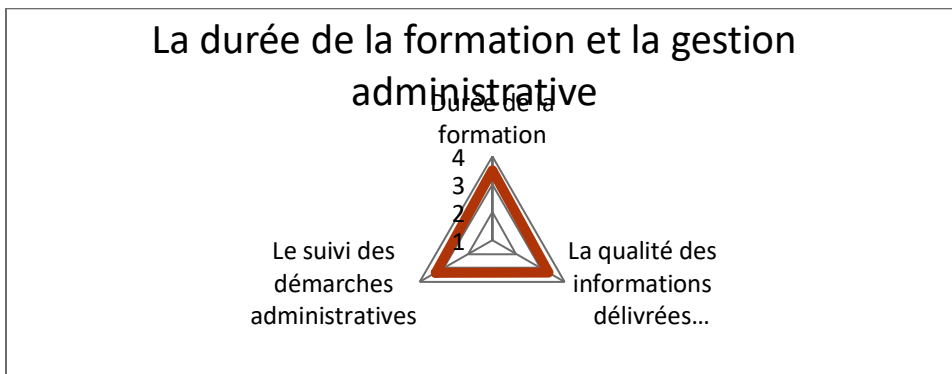 La durée de la formation et la gestion
administrative
Durée de la
formation
4
3
2
1
Le suivi des
démarches
administratives
La qualité des
informations
délivrées…